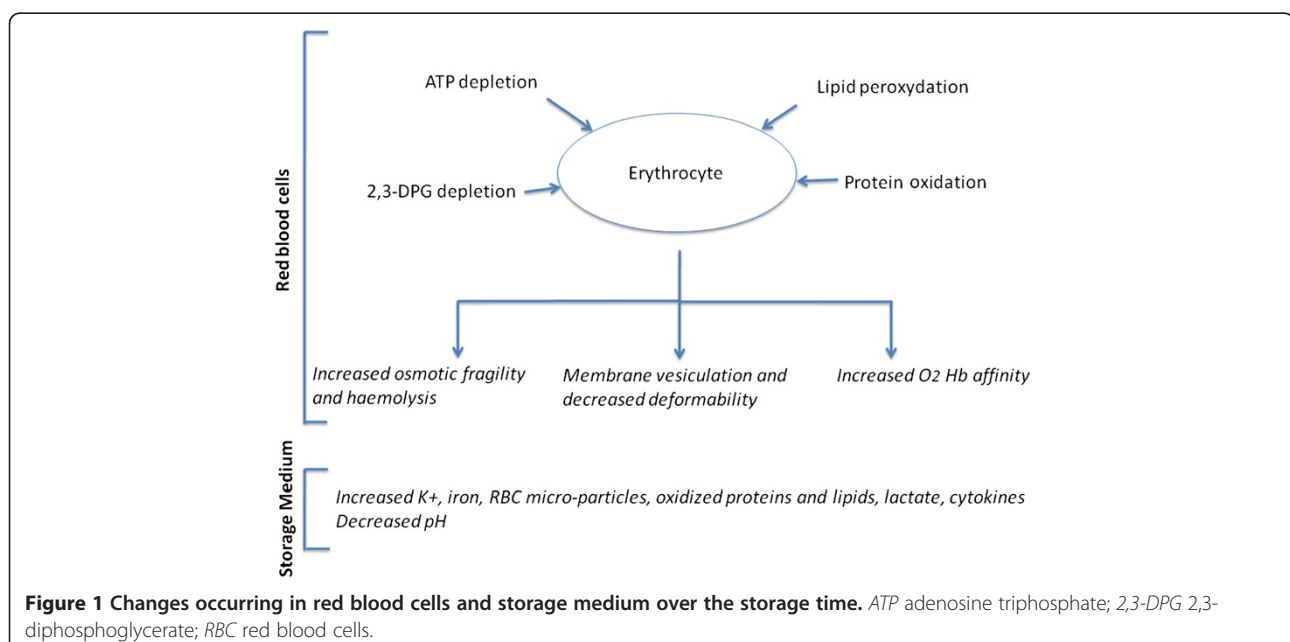 ATP depletion
Lipid peroxydation
Erythrocyte
2,3-DPG depletion
Protein oxidation
Red blood cells
Increased osmotic fragility
and haemolysis
Membrane vesiculation and
decreased deformability
Increased O2 Hb affinity
Storage Medium
Increased K+, iron, RBC micro-particles, oxidized proteins and lipids, lactate, cytokines
Decreased pH
Figure 1 Changes occurring in red blood cells and storage medium over the storage time. ATP adenosine triphosphate; 2,3-DPG 2,3-
diphosphoglycerate; RBC red blood cells.